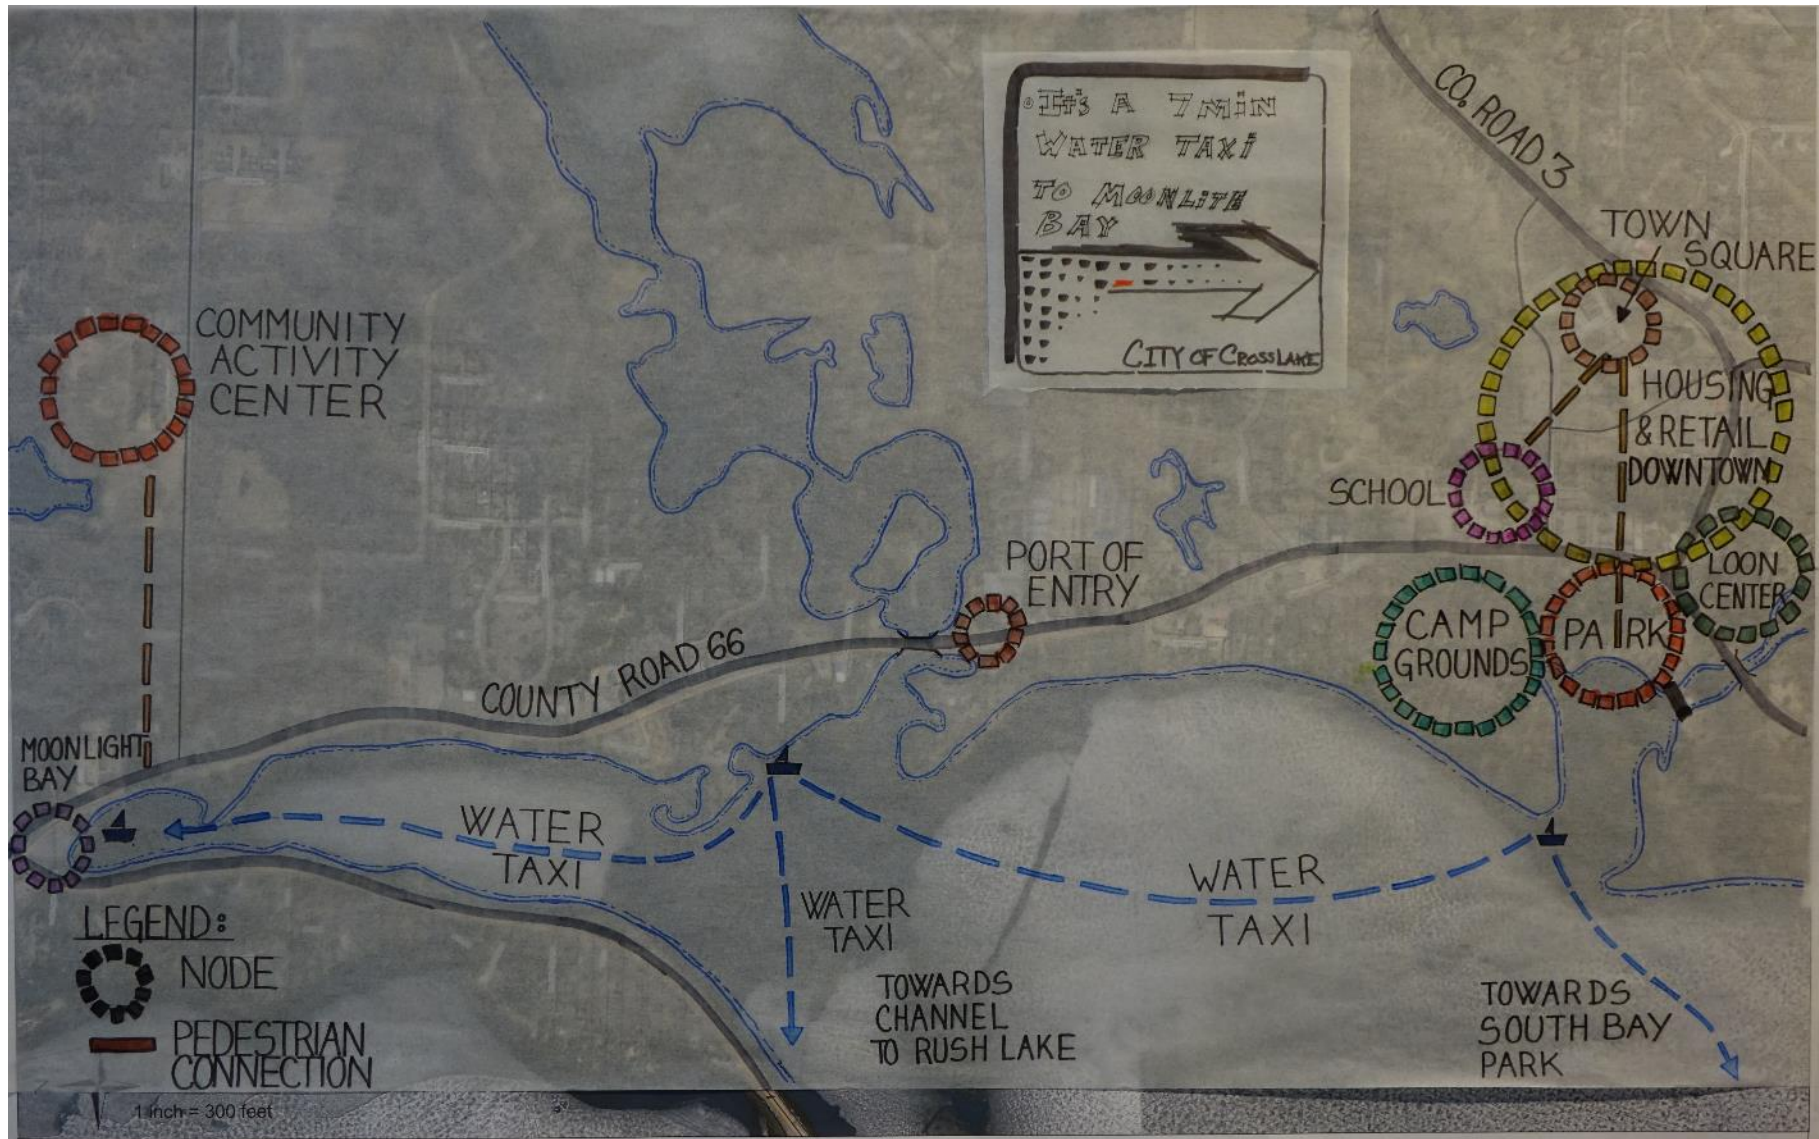 It's A 7 MiN
WATER TAXi
TO MOONLiTE
BAY
CITY OF CROSSLAKE
CO. ROAD 3
TOWN
SQUARE
COMMUNITY
ACTIVITY
CENTER
HOUSING
& RETAIL
DOWNTOWN
SCHOOL
PORT OF
ENTRY
LOON
CENTER
CAMP
GROUNDS
PARK
COUNTY ROAD 66
MOONLIGHT
BAY
WATER
TAXI
WATER
TAXI
WATER
TAXI
TOWARDS
CHANNEL
TO RUSH LAKE
TOWARDS
SOUTH BAY
PARK
LEGEND:
NODE
PEDESTRIAN
CONNECTION
1 inch = 300 feet